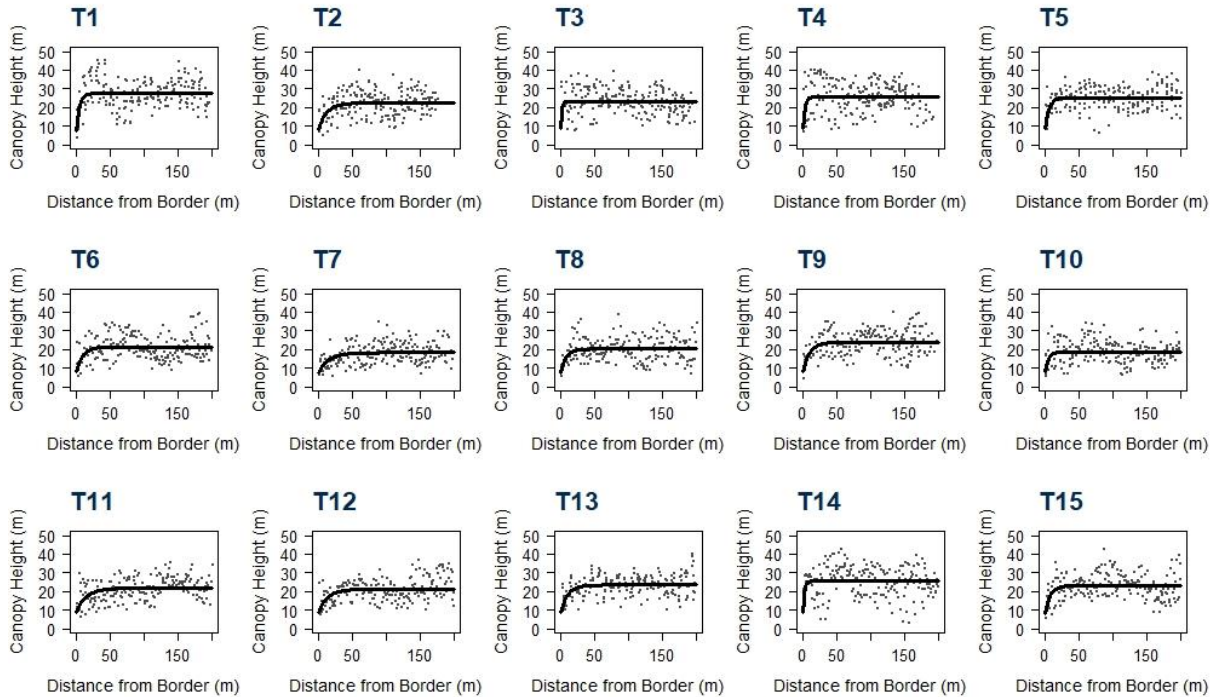 T1 T2 T3 T4 T5
Canopy Height (m) Canopy Height (m) Canopy Height (m) Canopy Height (m) Canopy Height (m)
50 50 50 50 50
40 40 40 40 40
30 30 30 30 30
20 20 20 20 20
10 10 10 10 10
0 0 0 0 0
0 50 150 0 50 150 0 50 150 0 50 150 0 50 150
Distance from Border (m) Distance from Border (m) Distance from Border (m) Distance from Border (m) Distance from Border (m)
T6 T7 T8 T9 T10
Canopy Height (m) Canopy Height (m) Canopy Height (m) Canopy Height (m) Canopy Height (m)
50 50 50 50 50
40 40 40 40 40
30 30 30 30 30
20 20 20 20 20
10 10 10 10 10
0 0 0 0 0
0 50 150 0 50 150 0 50 150 0 50 150 0 50 150
Distance from Border (m) Distance from Border (m) Distance from Border (m) Distance from Border (m) Distance from Border (m)
T11 T12 T13 T14 T15
Canopy Height (m) Canopy Height (m) Canopy Height (m) Canopy Height (m) Canopy Height (m)
50 50 50 50 50
40 40 40 40 40
30 30 30 30 30
20 20 20 20 20
10 10 10 10 10
0 0 0 0 0
0 50 150 0 50 150 0 50 150 0 50 150 0 50 150
Distance from Border (m) Distance from Border (m) Distance from Border (m) Distance from Border (m) Distance from Border (m)